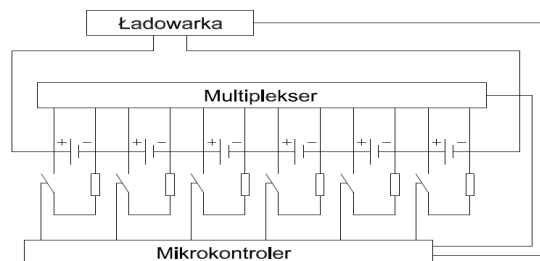 Ładowarka
Multiplekser
+ − + − + − + − + − + −
Mikrokontroler